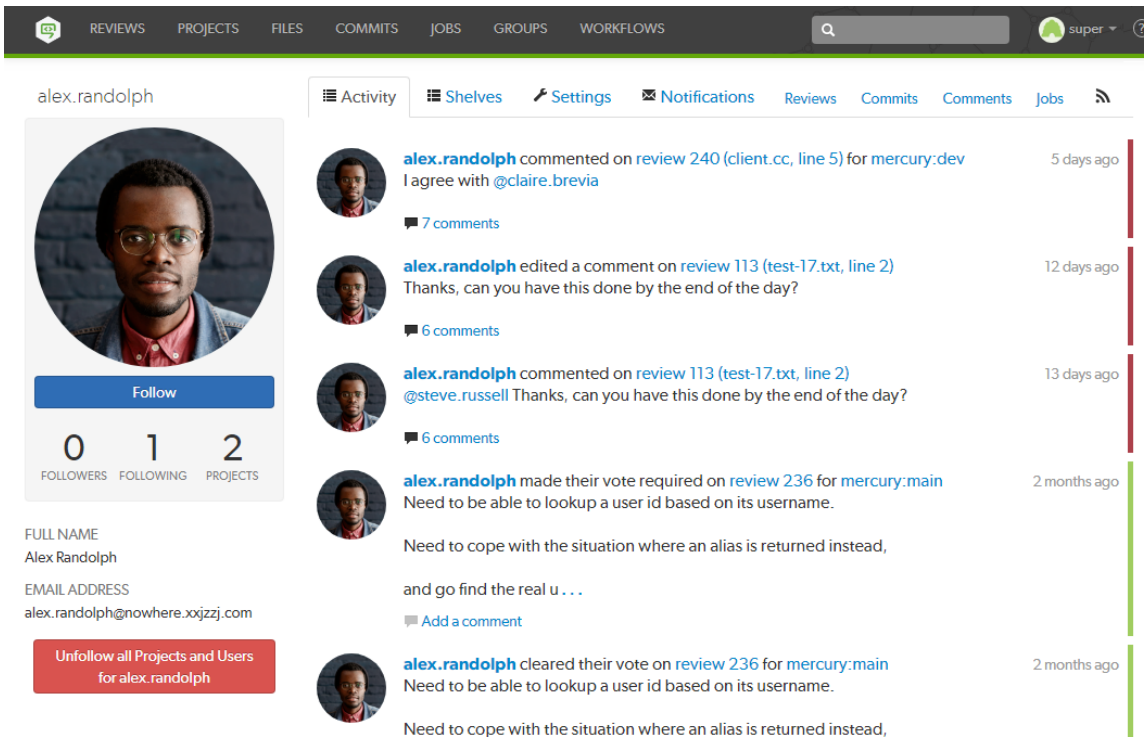 REVIEWS PROJECTS FILES COMMITS JOBS GROUPS WORKFLOWS super
alex.randolph
Follow
0 1 2
FOLLOWERS FOLLOWING PROJECTS
FULL NAME
Alex Randolph
EMAIL ADDRESS
alex.randolph@nowhere.xxjzzj.com
Unfollow all Projects and Users
for alex.randolph
Activity Shelves Settings Notifications Reviews Commits Comments Jobs
alex.randolph commented on review 240 (client.cc, line 5) for mercury:dev 5 days ago
I agree with @claire.brevia
7 comments
alex.randolph edited a comment on review 113 (test-17.txt, line 2) 12 days ago
Thanks, can you have this done by the end of the day?
6 comments
alex.randolph commented on review 113 (test-17.txt, line 2) 13 days ago
@steve.russell Thanks, can you have this done by the end of the day?
6 comments
alex.randolph made their vote required on review 236 for mercury:main 2 months ago
Need to be able to lookup a user id based on its username.
Need to cope with the situation where an alias is returned instead,
and go find the real u . . .
Add a comment
alex.randolph cleared their vote on review 236 for mercury:main 2 months ago
Need to be able to lookup a user id based on its username.
Need to cope with the situation where an alias is returned instead,